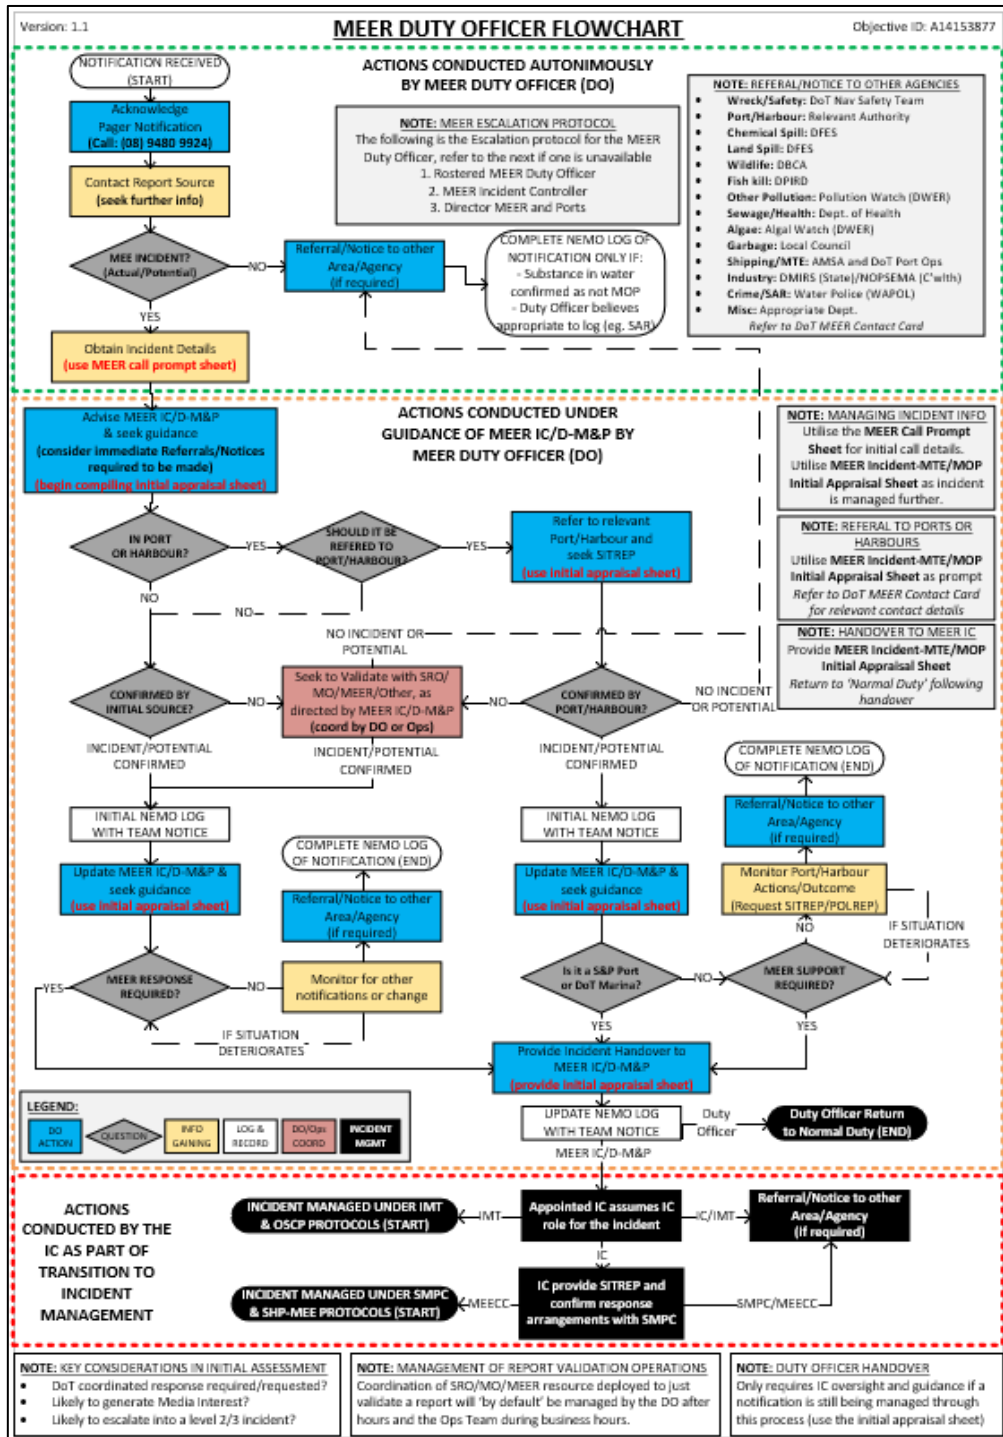 Version: 1.1
MEER DUTY OFFICER FLOWCHART
Objective ID: A14153877
NOTIFICATION RECEIVED
(START)
Acknowledge
Pager Notification
(Call: (08) 9480 9924)
Contact Report Source
(seek further info)
MEE INCIDENT?
(Actual/Potential)
NO
YES
Obtain Incident Details
(use MEER call prompt sheet)
ACTIONS CONDUCTED AUTONIMOUSLY
BY MEER DUTY OFFICER (DO)
NOTE: MEER ESCALATION PROTOCOL
The following is the Escalation protocol for the MEER
Duty Officer, refer to the next if one is unavailable
1. Rostered MEER Duty Officer
2. MEER Incident Controller
3. Director MEER and Ports
Referral/Notice to other
Area/Agency
(if required)
COMPLETE NEMO LOG OF
NOTIFICATION ONLY IF:
- Substance in water
confirmed as not MOP
- Duty Officer believes
appropriate to log (eg. SAR)
NOTE: REFERAL/NOTICE TO OTHER AGENCIES
• Wreck/Safety: DoT Nav Safety Team
• Port/Harbour: Relevant Authority
• Chemical Spill: DFES
• Land Spill: DFES
• Wildlife: DBCA
• Fish kill: DPIRD
• Other Pollution: Pollution Watch (DWER)
• Sewage/Health: Dept. of Health
• Algae: Algal Watch (DWER)
• Garbage: Local Council
• Shipping/MTE: AMSA and DoT Port Ops
• Industry: DMIRS (State)/NOPSEMA (C'wlth)
• Crime/SAR: Water Police (WAPOL)
• Misc: Appropriate Dept.
Refer to DoT MEER Contact Card
Advise MEER IC/D-M&P
& seek guidance
(consider immediate Referrals/Notices
required to be made)
(begin compiling initial appraisal sheet)
ACTIONS CONDUCTED UNDER
GUIDANCE OF MEER IC/D-M&P BY
MEER DUTY OFFICER (DO)
NOTE: MANAGING INCIDENT INFO
Utilise the MEER Call Prompt
Sheet for initial call details.
Utilise MEER Incident-MTE/MOP
Initial Appraisal Sheet as incident
is managed further.
NOTE: REFERAL TO PORTS OR
HARBOURS
Utilise MEER Incident-MTE/MOP
Initial Appraisal Sheet as prompt
Refer to DoT MEER Contact Card
for relevant contact details
NOTE: HANDOVER TO MEER IC
Provide MEER Incident-MTE/MOP
Initial Appraisal Sheet
Return to 'Normal Duty' following
handover
IN PORT
OR HARBOUR?
YES
SHOULD IT BE
REFERED TO
PORT/HARBOUR?
YES
Refer to relevant
Port/Harbour and
seek SITREP
(use initial appraisal sheet)
NO
NO
NO INCIDENT OR
POTENTIAL
CONFIRMED BY
INITIAL SOURCE?
NO
Seek to Validate with SRO/
MO/MEER/Other, as
directed by MEER IC/D-M&P
(coord by DO or Ops)
NO
CONFIRMED BY
PORT/HARBOUR?
NO INCIDENT
OR POTENTIAL
INCIDENT/POTENTIAL
CONFIRMED
INCIDENT/POTENTIAL
CONFIRMED
INCIDENT/POTENTIAL
CONFIRMED
COMPLETE NEMO LOG
OF NOTIFICATION (END)
INITIAL NEMO LOG
WITH TEAM NOTICE
INITIAL NEMO LOG
WITH TEAM NOTICE
Referral/Notice to other
Area/Agency
(if required)
COMPLETE NEMO LOG
OF NOTIFICATION (END)
Update MEER IC/D-M&P &
seek guidance
(use initial appraisal sheet)
Referral/Notice to other
Area/Agency
(if required)
Update MEER IC/D-M&P &
seek guidance
(use initial appraisal sheet)
Monitor Port/Harbour
Actions/Outcome
(Request SITREP/POLREP)
NO
IF SITUATION
DETERIORATES
YES
MEER RESPONSE
REQUIRED?
NO
Monitor for other
notifications or change
Is it a S&P Port
or DoT Marina?
NO
MEER SUPPORT
REQUIRED?
IF SITUATION
DETERIORATES
YES
YES
Provide Incident Handover to
MEER IC/D-M&P
(provide initial appraisal sheet)
LEGEND:
DO
ACTION
QUESTION
INFO
GAINING
LOG &
RECORD
DO/Ops
COORD
INCIDENT
MGMT
UPDATE NEMO LOG
WITH TEAM NOTICE
Duty
Officer
Duty Officer Return
to Normal Duty (END)
MEER IC/D-M&P
ACTIONS
CONDUCTED BY THE
IC AS PART OF
TRANSITION TO
INCIDENT
MANAGEMENT
INCIDENT MANAGED UNDER IMT
& OSCP PROTOCOLS (START)
IMT
Appointed IC assumes IC
role for the incident
IC/IMT
Referral/Notice to other
Area/Agency
(if required)
IC
INCIDENT MANAGED UNDER SMPC
& SHP-MEE PROTOCOLS (START)
MEECC
IC provide SITREP and
confirm response
arrangements with SMPC
SMPC/MEECC
NOTE: KEY CONSIDERATIONS IN INITIAL ASSESSMENT
• DoT coordinated response required/requested?
• Likely to generate Media Interest?
• Likely to escalate into a level 2/3 incident?
NOTE: MANAGEMENT OF REPORT VALIDATION OPERATIONS
Coordination of SRO/MO/MEER resource deployed to just
validate a report will 'by default' be managed by the DO after
hours and the Ops Team during business hours.
NOTE: DUTY OFFICER HANDOVER
Only requires IC oversight and guidance if a
notification is still being managed through
this process (use the initial appraisal sheet)